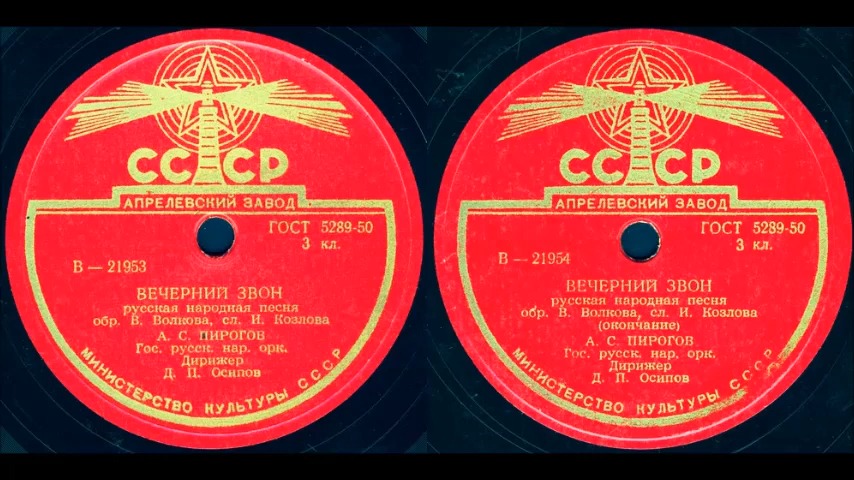 СССР
АПРЕЛЕВСКИЙ ЗАВОД
ГОСТ 5289-50
3 кл.
В — 21953
ВЕЧЕРНИЙ ЗВОН
русская народная песня
обр. В. Волкова, сл. И. Козлова
А. С. ПИРОГОВ
Гос. русск. нар. орк.
Дирижер
Д. П. Осипов
МИНИСТЕРСТВО КУЛЬТУРЫ СССР
СССР
АПРЕЛЕВСКИЙ ЗАВОД
ГОСТ 5289-50
3 кл.
В — 21954
ВЕЧЕРНИЙ ЗВОН
русская народная песня
обр. В. Волкова, сл. И. Козлова
(окончание)
А. С. ПИРОГОВ
Гос. русск. нар. орк.
Дирижер
Д. П. Осипов
МИНИСТЕРСТВО КУЛЬТУРЫ СССР